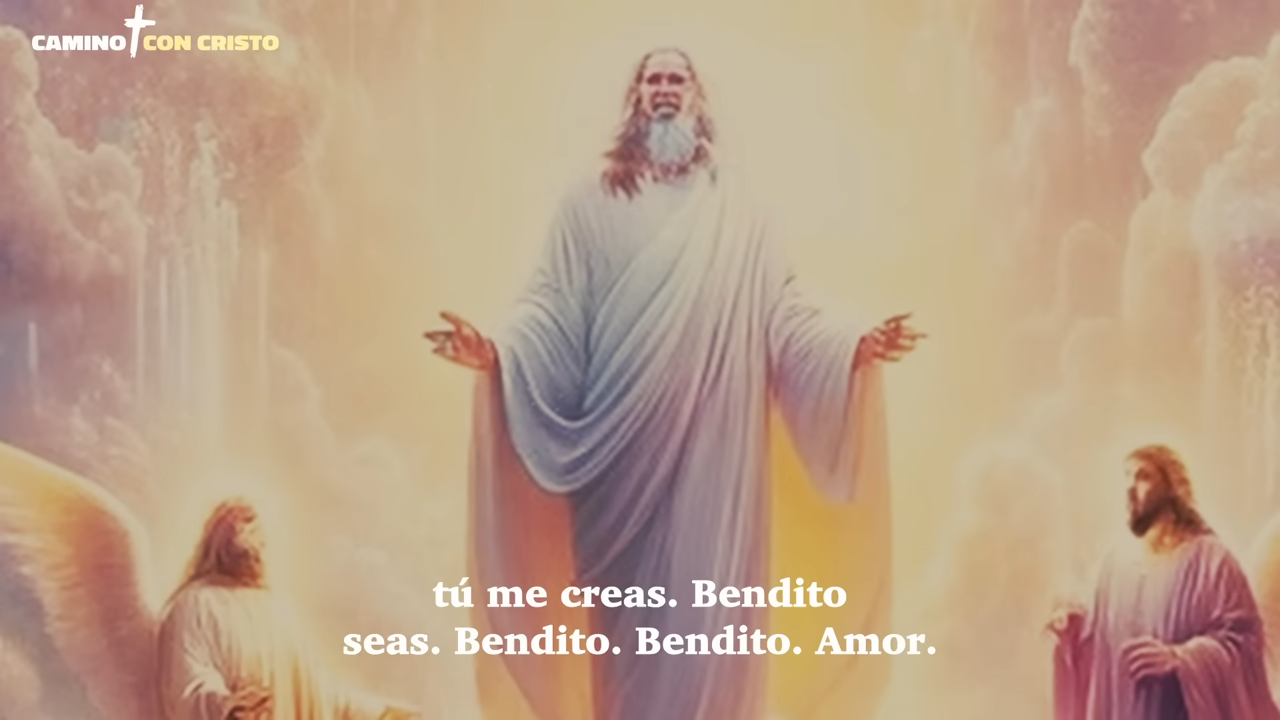 CAMINO CON CRISTO
tú me creas. Bendito
seas. Bendito. Bendito. Amor.